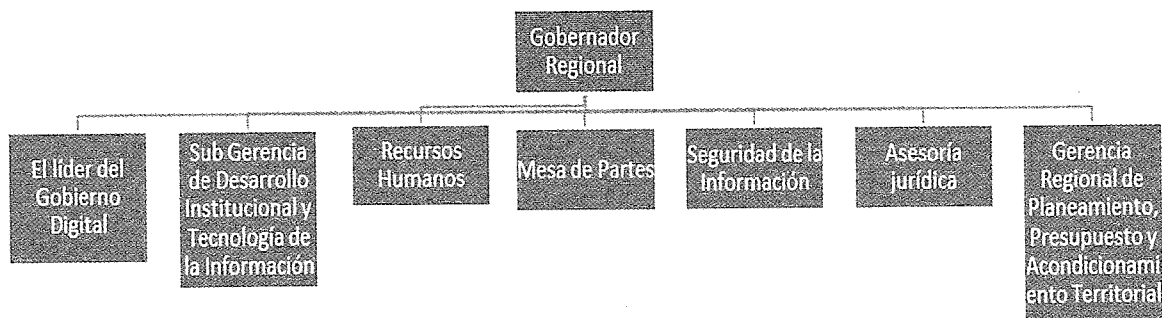 Gobernador
Regional
El líder del
Gobierno
Digital
Sub Gerencia
de Desarrollo
Institucional y
Tecnología de
la Información
Recursos
Humanos
Mesa de Partes
Seguridad de la
Información
Asesoría
jurídica
Gerencia
Regional de
Planeamiento,
Presupuesto y
Acondicionami
ento Territorial